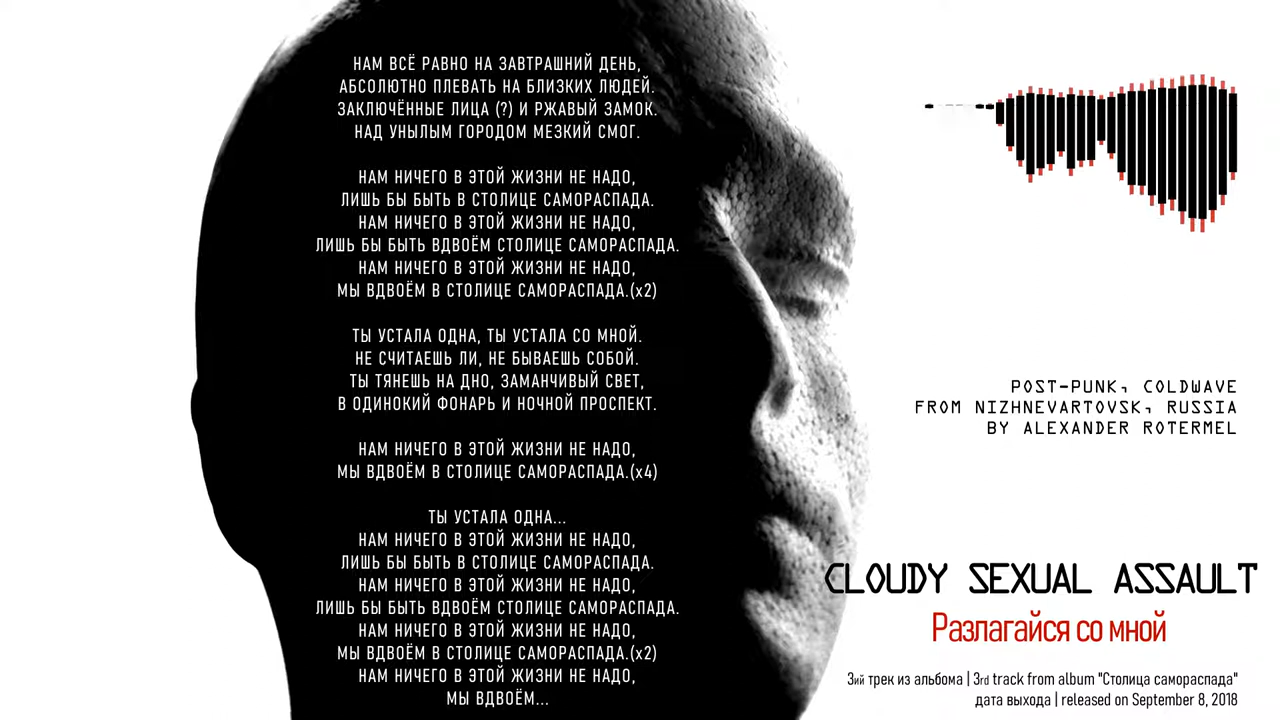 НАМ ВСЁ РАВНО НА ЗАВТРАШНИЙ ДЕНЬ,
АБСОЛЮТНО ПЛЕВАТЬ НА БЛИЗКИХ ЛЮДЕЙ.
ЗАКЛЮЧЁННЫЕ ЛИЦА (?) И РЖАВЫЙ ЗАМОК.
НАД УНЫЛЫМ ГОРОДОМ МЕЗКИЙ СМОГ.
НАМ НИЧЕГО В ЭТОЙ ЖИЗНИ НЕ НАДО,
ЛИШЬ БЫ БЫТЬ В СТОЛИЦЕ САМОРАСПАДА.
НАМ НИЧЕГО В ЭТОЙ ЖИЗНИ НЕ НАДО,
ЛИШЬ БЫ БЫТЬ ВДВОЁМ СТОЛИЦЕ САМОРАСПАДА.
НАМ НИЧЕГО В ЭТОЙ ЖИЗНИ НЕ НАДО,
МЫ ВДВОЁМ В СТОЛИЦЕ САМОРАСПАДА.(x2)
ТЫ УСТАЛА ОДНА, ТЫ УСТАЛА СО МНОЙ.
НЕ СЧИТАЕШЬ ЛИ, НЕ БЫВАЕШЬ СОБОЙ.
ТЫ ТЯНЕШЬ НА ДНО, ЗАМАНЧИВЫЙ СВЕТ,
В ОДИНОКИЙ ФОНАРЬ И НОЧНОЙ ПРОСПЕКТ.
НАМ НИЧЕГО В ЭТОЙ ЖИЗНИ НЕ НАДО,
МЫ ВДВОЁМ В СТОЛИЦЕ САМОРАСПАДА.(x4)
ТЫ УСТАЛА ОДНА...
НАМ НИЧЕГО В ЭТОЙ ЖИЗНИ НЕ НАДО,
ЛИШЬ БЫ БЫТЬ В СТОЛИЦЕ САМОРАСПАДА.
НАМ НИЧЕГО В ЭТОЙ ЖИЗНИ НЕ НАДО,
ЛИШЬ БЫ БЫТЬ ВДВОЁМ СТОЛИЦЕ САМОРАСПАДА.
НАМ НИЧЕГО В ЭТОЙ ЖИЗНИ НЕ НАДО,
МЫ ВДВОЁМ В СТОЛИЦЕ САМОРАСПАДА.(x2)
НАМ НИЧЕГО В ЭТОЙ ЖИЗНИ НЕ НАДО,
МЫ ВДВОЁМ...
POST-PUNK, COLDWAVE
FROM NIZHNEVARTOVSK, RUSSIA
BY ALEXANDER ROTERMEL
CLOUDY SEXUAL ASSAULT
Разлагайся со мной
3ий трек из альбома | 3rd track from album "Столица самораспада"
дата выхода | released on September 8, 2018